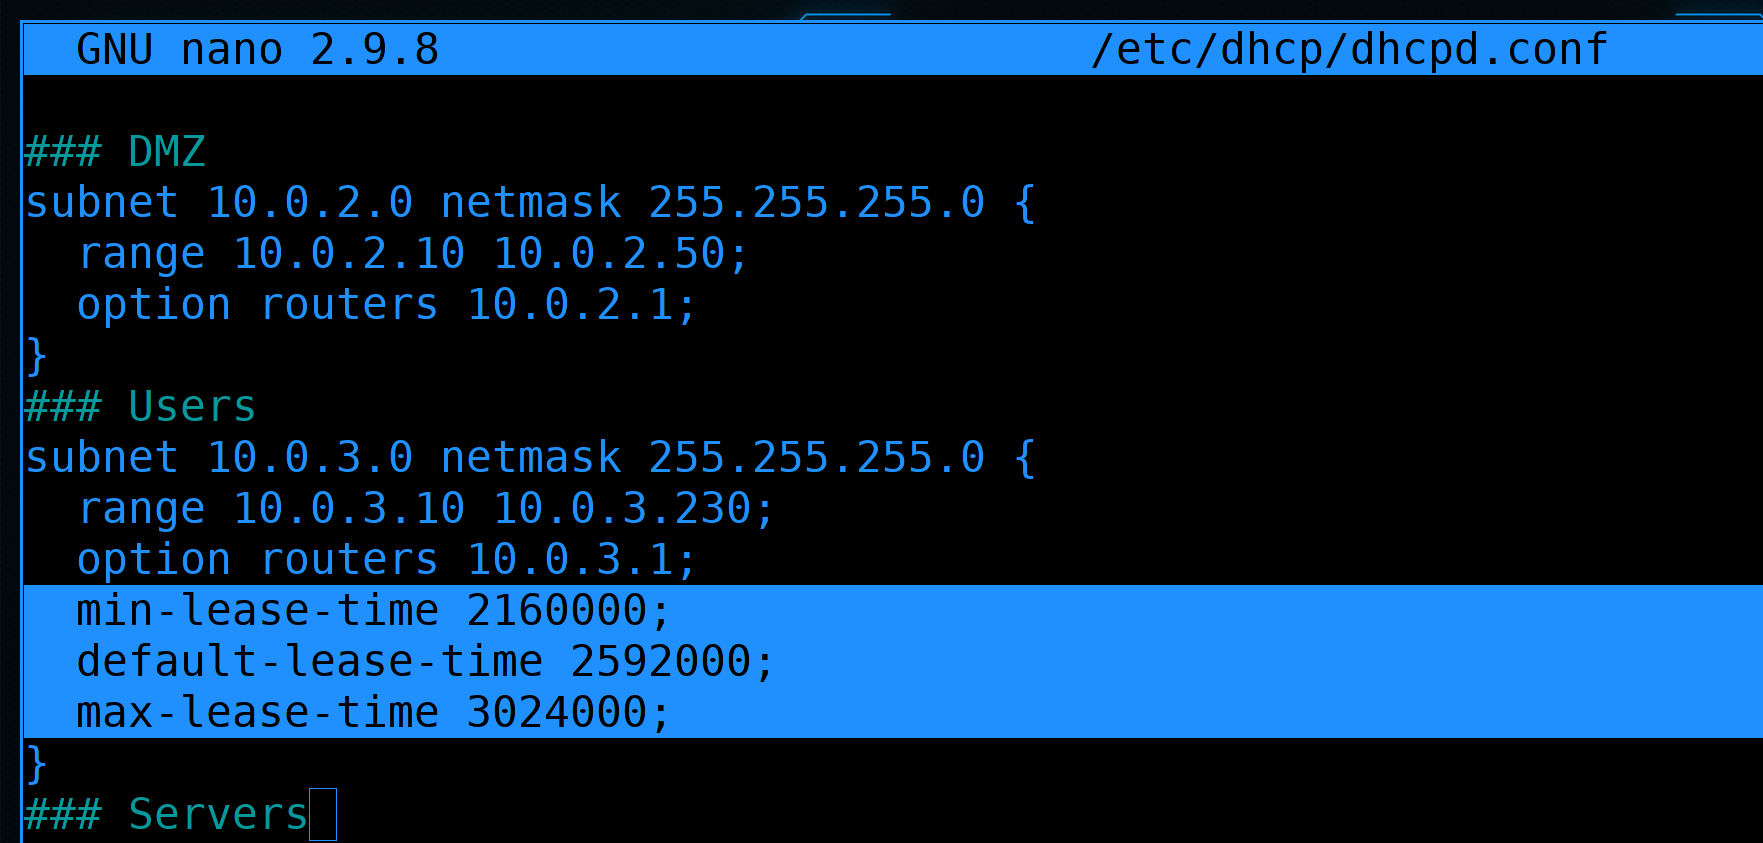 GNU nano 2.9.8 /etc/dhcp/dhcpd.conf
### DMZ
subnet 10.0.2.0 netmask 255.255.255.0 {
  range 10.0.2.10 10.0.2.50;
  option routers 10.0.2.1;
}
### Users
subnet 10.0.3.0 netmask 255.255.255.0 {
  range 10.0.3.10 10.0.3.230;
  option routers 10.0.3.1;
  min-lease-time 2160000;
  default-lease-time 2592000;
  max-lease-time 3024000;
}
### Servers